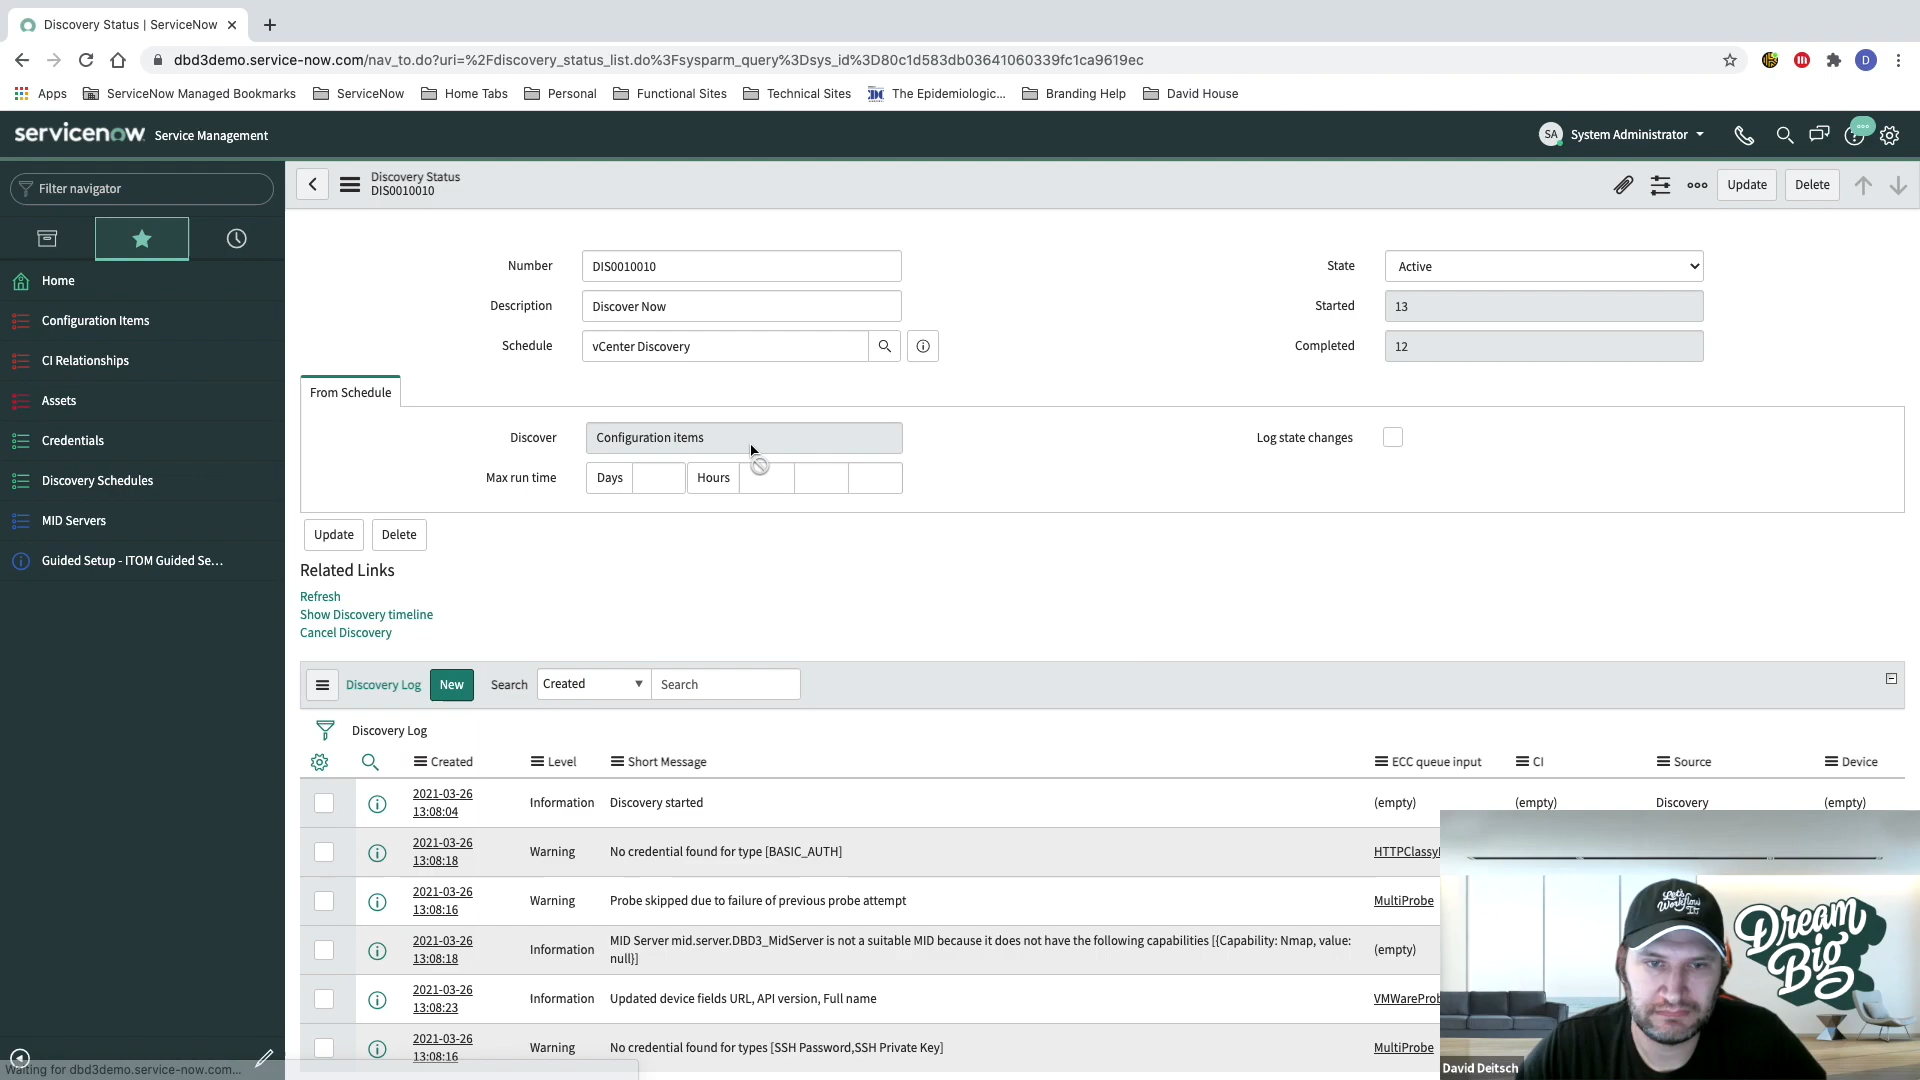 Discovery Status | ServiceNow
dbd3demo.service-now.com/nav_to.do?uri=%2Fdiscovery_status_list.do%3Fsysparm_query%3Dsys_id%3D80c1d583db03641060339fc1ca9619ec
D
Apps ServiceNow Managed Bookmarks ServiceNow Home Tabs Personal Functional Sites Technical Sites The Epidemiologic... Branding Help David House
servicenow Service Management
SA System Administrator
Filter navigator
Discovery Status
DIS0010010
Update Delete
Home
Configuration Items
CI Relationships
Assets
Credentials
Discovery Schedules
MID Servers
Guided Setup - ITOM Guided Se...
Number DIS0010010 State Active
Description Discover Now Started 13
Schedule vCenter Discovery Completed 12
From Schedule
Discover Configuration items Log state changes
Max run time Days Hours
Update Delete
Related Links
Refresh
Show Discovery timeline
Cancel Discovery
Discovery Log New Search Created Search
Discovery Log
Created Level Short Message ECC queue input CI Source Device
2021-03-26 13:08:04 Information Discovery started (empty) (empty) Discovery (empty)
2021-03-26 13:08:18 Warning No credential found for type [BASIC_AUTH] HTTPClassy
2021-03-26 13:08:16 Warning Probe skipped due to failure of previous probe attempt MultiProbe
2021-03-26 13:08:18 Information MID Server mid.server.DBD3_MidServer is not a suitable MID because it does not have the following capabilities [{Capability: Nmap, value: null}] (empty)
2021-03-26 13:08:23 Information Updated device fields URL, API version, Full name VMWareProb
2021-03-26 13:08:16 Warning No credential found for types [SSH Password,SSH Private Key] MultiProbe
Waiting for dbd3demo.service-now.com...
Let's Workflow It
Dream Big
David Deitsch